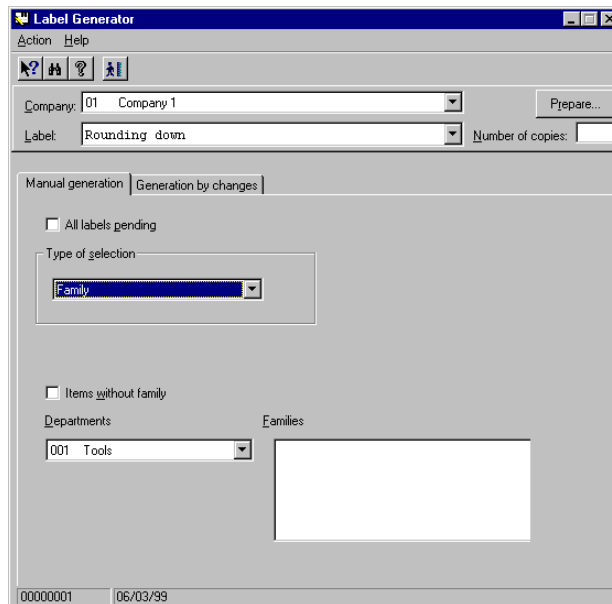 Label Generator
Action Help
Company: 01 Company 1
Prepare...
Label: Rounding down
Number of copies:
Manual generation
Generation by changes
All labels pending
Type of selection
Family
Items without family
Departments
Families
001 Tools
00000001
06/03/99